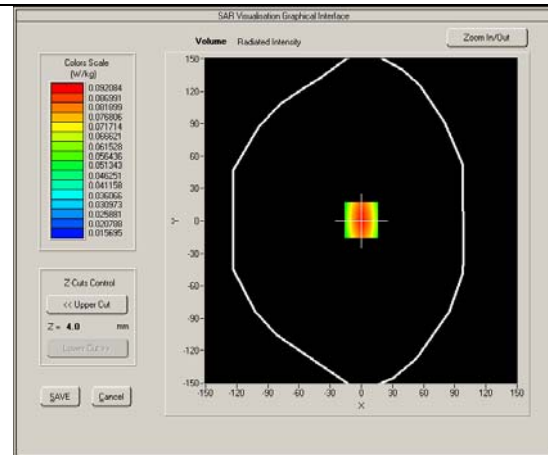 SAR Visualisation Graphical Interface
Volume Radiated Intensity
Zoom In/Out
Colors Scale
(W/kg)
0.092084
0.086991
0.081899
0.076806
0.071714
0.066621
0.061528
0.056436
0.051343
0.046251
0.041158
0.036066
0.030973
0.025881
0.020788
0.015695
Z-Cuts Control
<< Upper Cut
Z = 4.0 mm
Lower Cut >>
SAVE
Cancel
150-
120-
90-
60-
30-
0-
-30-
-60-
-90-
-120-
-150-
Y
-150 -120 -90 -60 -30 0 30 60 90 120 150
X